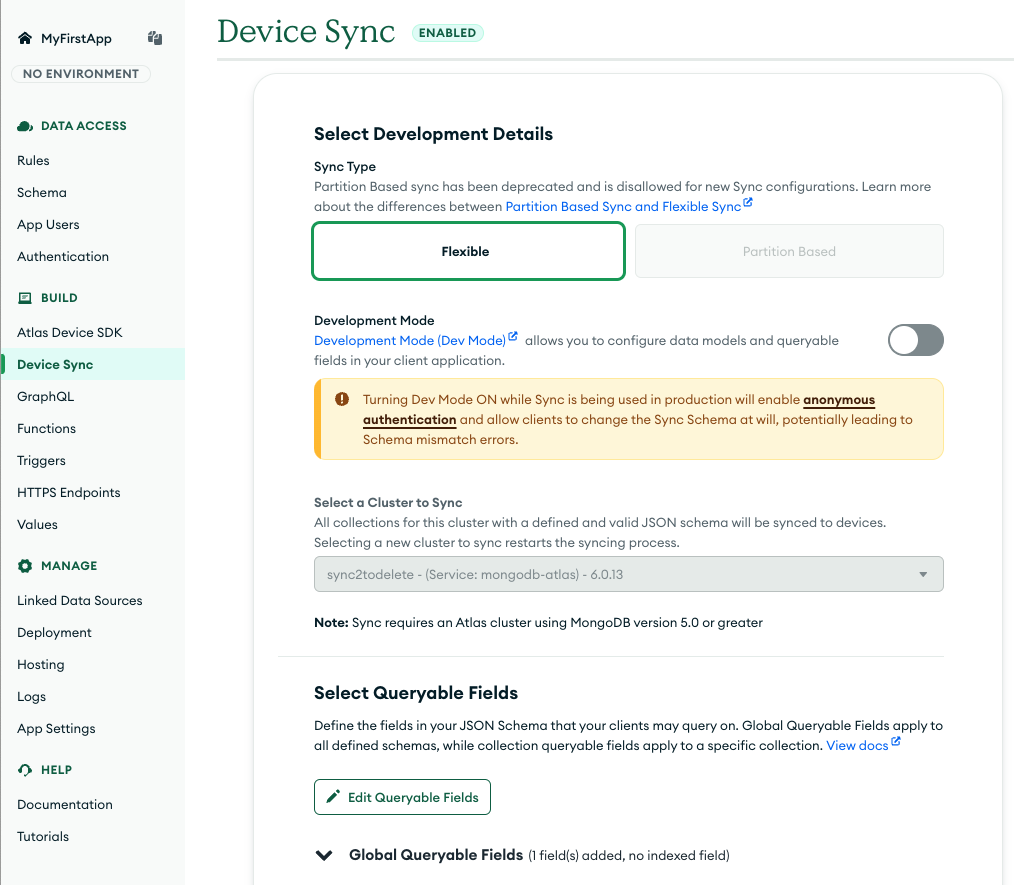 MyFirstApp
NO ENVIRONMENT
DATA ACCESS
Rules
Schema
App Users
Authentication
BUILD
Atlas Device SDK
Device Sync
GraphQL
Functions
Triggers
HTTPS Endpoints
Values
MANAGE
Linked Data Sources
Deployment
Hosting
Logs
App Settings
HELP
Documentation
Tutorials
Device Sync ENABLED
Select Development Details
Sync Type
Partition Based sync has been deprecated and is disallowed for new Sync configurations. Learn more
about the differences between Partition Based Sync and Flexible Sync
Flexible
Partition Based
Development Mode
Development Mode (Dev Mode) allows you to configure data models and queryable
fields in your client application.
Turning Dev Mode ON while Sync is being used in production will enable anonymous
authentication and allow clients to change the Sync Schema at will, potentially leading to
Schema mismatch errors.
Select a Cluster to Sync
All collections for this cluster with a defined and valid JSON schema will be synced to devices.
Selecting a new cluster to sync restarts the syncing process.
sync2todelete - (Service: mongodb-atlas) - 6.0.13
Note: Sync requires an Atlas cluster using MongoDB version 5.0 or greater
Select Queryable Fields
Define the fields in your JSON Schema that your clients may query on. Global Queryable Fields apply to
all defined schemas, while collection queryable fields apply to a specific collection. View docs
Edit Queryable Fields
Global Queryable Fields (1 field(s) added, no indexed field)